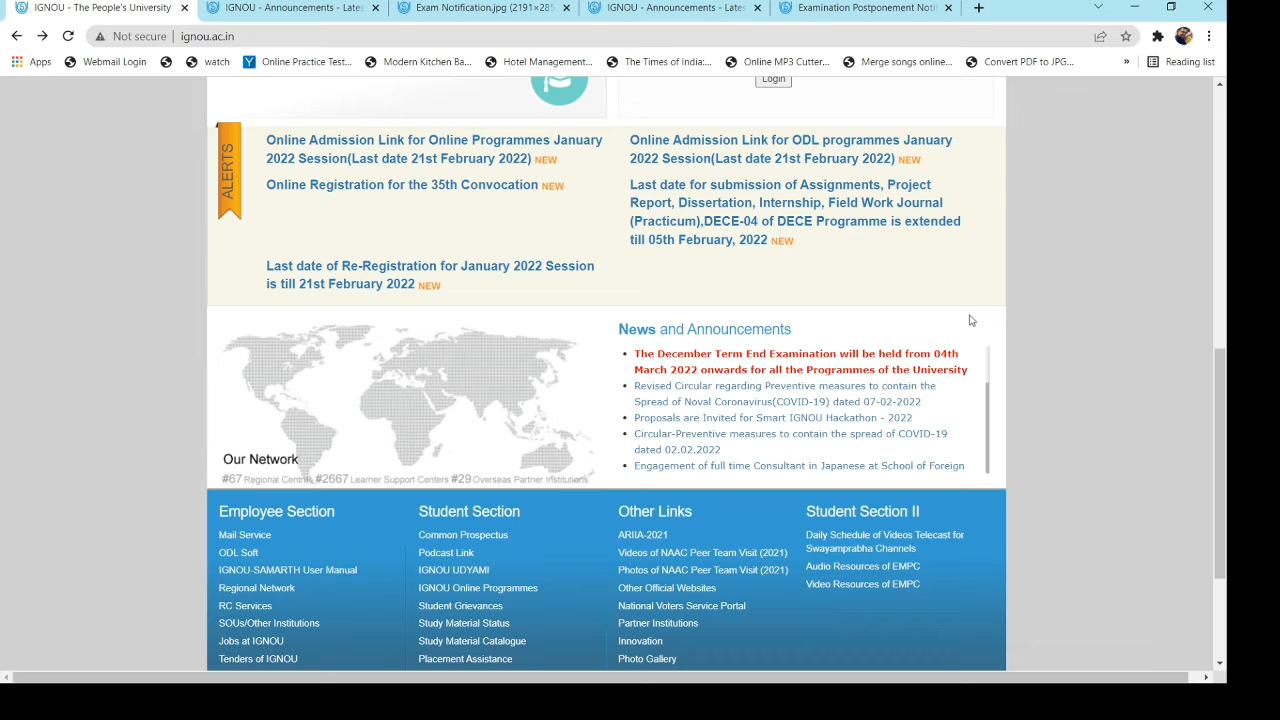 IGNOU - The People's University
IGNOU - Announcements - Lates
Exam Notification.jpg (2191×285
IGNOU - Announcements - Lates
Examination Postponement Noti
Not secure | ignou.ac.in
Apps
Webmail Login
watch
Online Practice Test...
Modern Kitchen Ba...
Hotel Management...
The Times of India:...
Online MP3 Cutter...
Merge songs online...
Convert PDF to JPG...
»
Reading list
Login
ALERTS
Online Admission Link for Online Programmes January
2022 Session(Last date 21st February 2022) NEW
Online Admission Link for ODL programmes January
2022 Session(Last date 21st February 2022) NEW
Online Registration for the 35th Convocation NEW
Last date for submission of Assignments, Project
Report, Dissertation, Internship, Field Work Journal
(Practicum),DECE-04 of DECE Programme is extended
till 05th February, 2022 NEW
Last date of Re-Registration for January 2022 Session
is till 21st February 2022 NEW
News and Announcements
The December Term End Examination will be held from 04th
March 2022 onwards for all the Programmes of the University
Revised Circular regarding Preventive measures to contain the
Spread of Noval Coronavirus(COVID-19) dated 07-02-2022
Proposals are Invited for Smart IGNOU Hackathon - 2022
Circular-Preventive measures to contain the spread of COVID-19
dated 02.02.2022
Engagement of full time Consultant in Japanese at School of Foreign
Our Network
#67 Regional Centres #2667 Learner Support Centers #29 Overseas Partner Institutions
Employee Section
Mail Service
ODL Soft
IGNOU-SAMARTH User Manual
Regional Network
RC Services
SOUs/Other Institutions
Jobs at IGNOU
Tenders of IGNOU
Student Section
Common Prospectus
Podcast Link
IGNOU UDYAMI
IGNOU Online Programmes
Student Grievances
Study Material Status
Study Material Catalogue
Placement Assistance
Other Links
ARIIA-2021
Videos of NAAC Peer Team Visit (2021)
Photos of NAAC Peer Team Visit (2021)
Other Official Websites
National Voters Service Portal
Partner Institutions
Innovation
Photo Gallery
Student Section II
Daily Schedule of Videos Telecast for
Swayamprabha Channels
Audio Resources of EMPC
Video Resources of EMPC